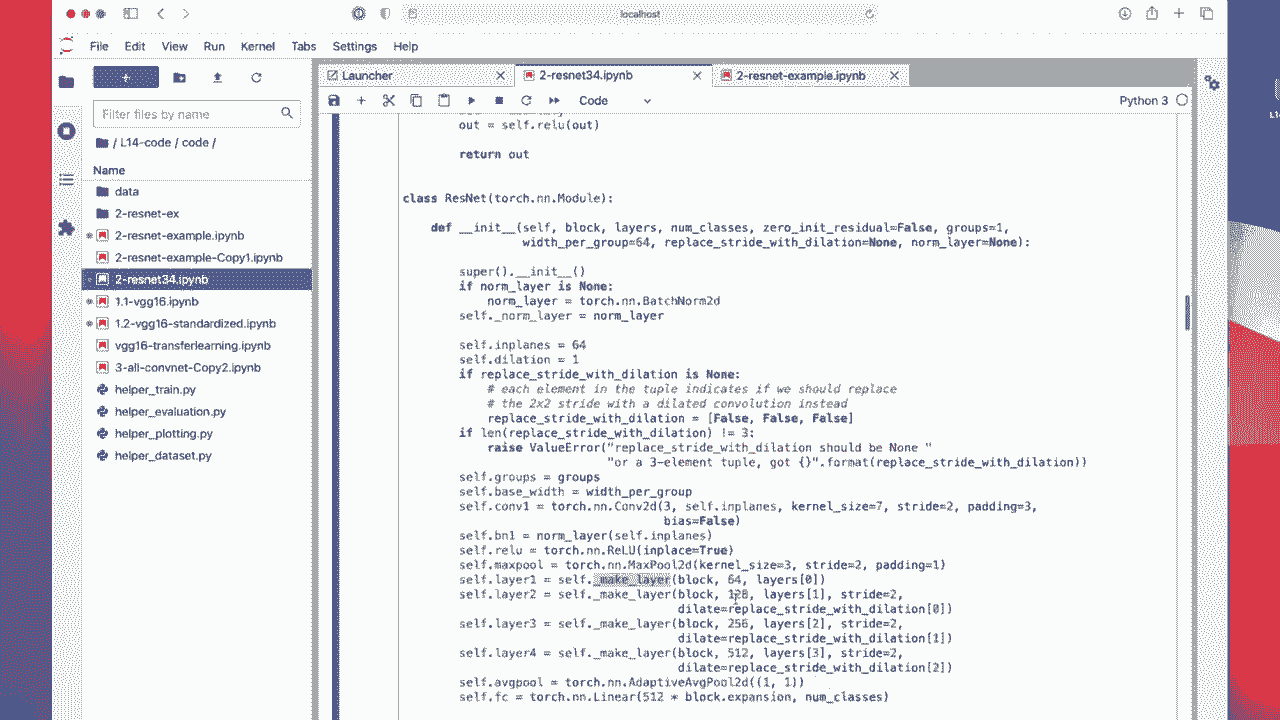 localhost
File Edit View Run Kernel Tabs Settings Help
Launcher
2-resnet34.ipynb
2-resnet-example.ipynb
Code
Python 3
Filter files by name
/ L14-code / code /
Name
data
2-resnet-ex
2-resnet-example.ipynb
2-resnet-example-Copy1.ipynb
2-resnet34.ipynb
1.1-vgg16.ipynb
1.2-vgg16-standardized.ipynb
vgg16-transferlearning.ipynb
3-all-convnet-Copy2.ipynb
helper_train.py
helper_evaluation.py
helper_plotting.py
helper_dataset.py
out = self.relu(out)
return out
class ResNet(torch.nn.Module):
def __init__(self, block, layers, num_classes, zero_init_residual=False, groups=1,
width_per_group=64, replace_stride_with_dilation=None, norm_layer=None):
super().__init__()
if norm_layer is None:
norm_layer = torch.nn.BatchNorm2d
self._norm_layer = norm_layer
self.inplanes = 64
self.dilation = 1
if replace_stride_with_dilation is None:
# each element in the tuple indicates if we should replace
# the 2x2 stride with a dilated convolution instead
replace_stride_with_dilation = [False, False, False]
if len(replace_stride_with_dilation) != 3:
raise ValueError("replace_stride_with_dilation should be None "
"or a 3-element tuple, got {}".format(replace_stride_with_dilation))
self.groups = groups
self.base_width = width_per_group
self.conv1 = torch.nn.Conv2d(3, self.inplanes, kernel_size=7, stride=2, padding=3,
bias=False)
self.bn1 = norm_layer(self.inplanes)
self.relu = torch.nn.ReLU(inplace=True)
self.maxpool = torch.nn.MaxPool2d(kernel_size=3, stride=2, padding=1)
self.layer1 = self._make_layer(block, 64, layers[0])
self.layer2 = self._make_layer(block, 128, layers[1], stride=2,
dilate=replace_stride_with_dilation[0])
self.layer3 = self._make_layer(block, 256, layers[2], stride=2,
dilate=replace_stride_with_dilation[1])
self.layer4 = self._make_layer(block, 512, layers[3], stride=2,
dilate=replace_stride_with_dilation[2])
self.avgpool = torch.nn.AdaptiveAvgPool2d((1, 1))
self.fc = torch.nn.Linear(512 * block.expansion, num_classes)